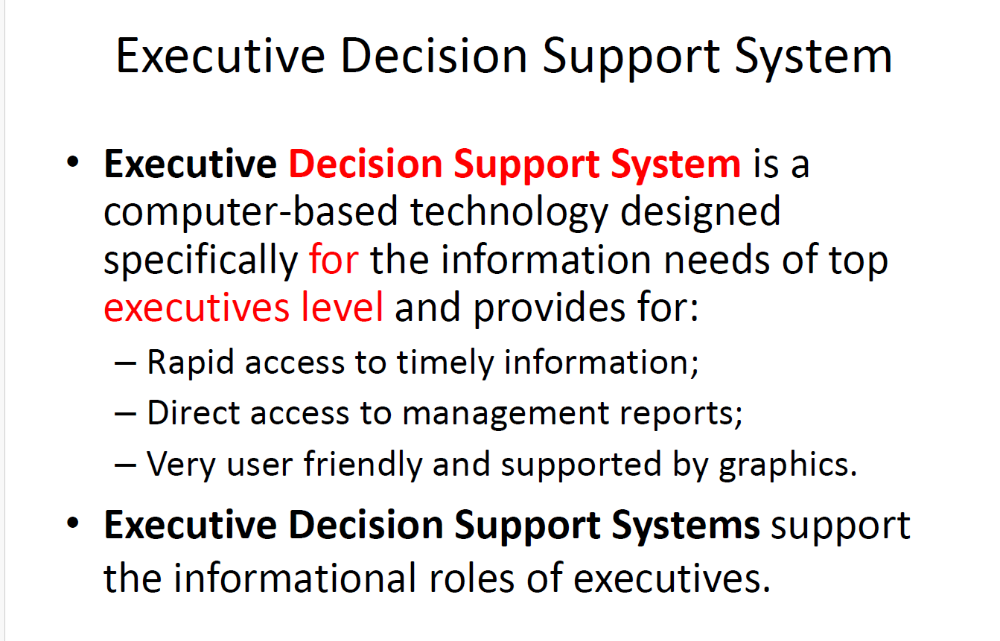 Executive Decision Support System
• Executive Decision Support System is a
computer-based technology designed
specifically for the information needs of top
executives level and provides for:
– Rapid access to timely information;
– Direct access to management reports;
– Very user friendly and supported by graphics.
• Executive Decision Support Systems support
the informational roles of executives.